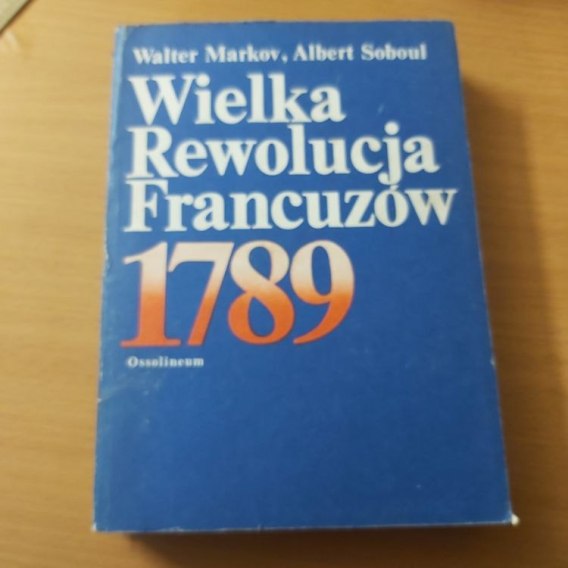 Walter Markov, Albert Soboul
Wielka
Rewolucja
Francuzów
1789
Ossolineum